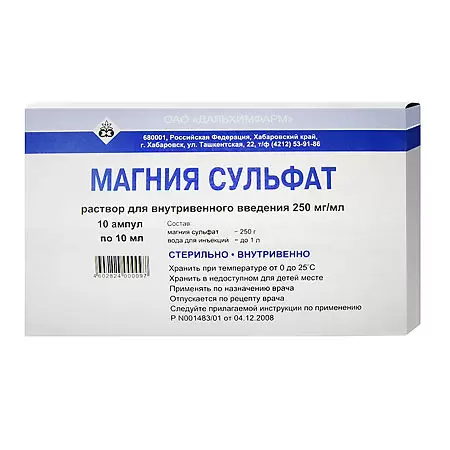 ОАО «ДАЛЬХИМФАРМ»
680001, Российская Федерация, Хабаровский край,
г. Хабаровск, ул. Ташкентская, 22, т/ф (4212) 53-91-86
МАГНИЯ СУЛЬФАТ
раствор для внутривенного введения 250 мг/мл
10 ампул
по 10 мл
Состав:
магния сульфат – 250 г
вода для инъекций – до 1 л
СТЕРИЛЬНО • ВНУТРИВЕННО
Хранить при температуре от 0 до 25°С
Хранить в недоступном для детей месте
Применять по назначению врача
Отпускается по рецепту врача
Следуйте прилагаемой инструкции по применению
Р N001483/01 от 04.12.2008
4602824000097